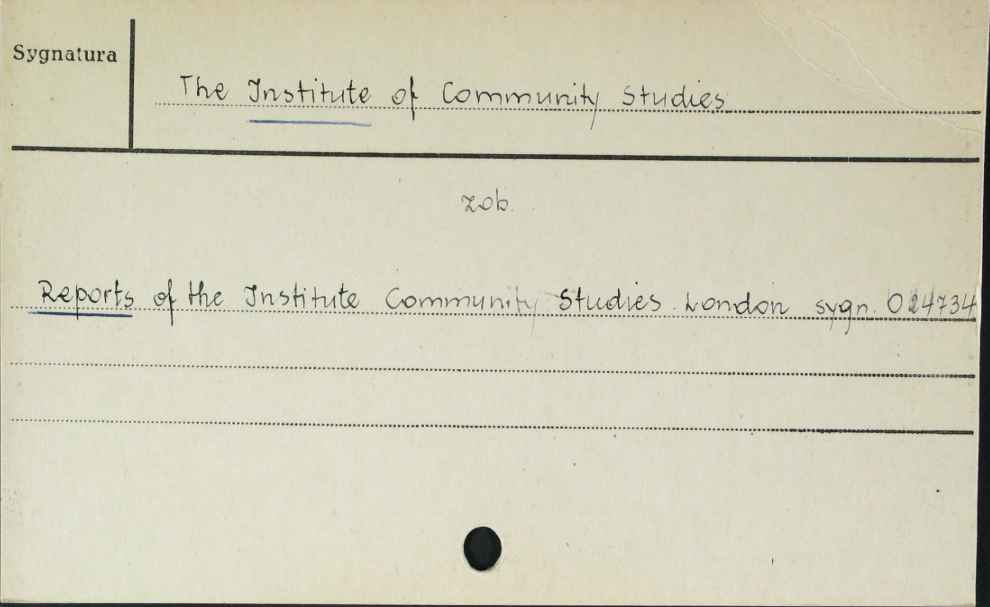 Sygnatura
The Institute of Community Studies
zob.
Reports of the Institute Community Studies. London sygn. 024734